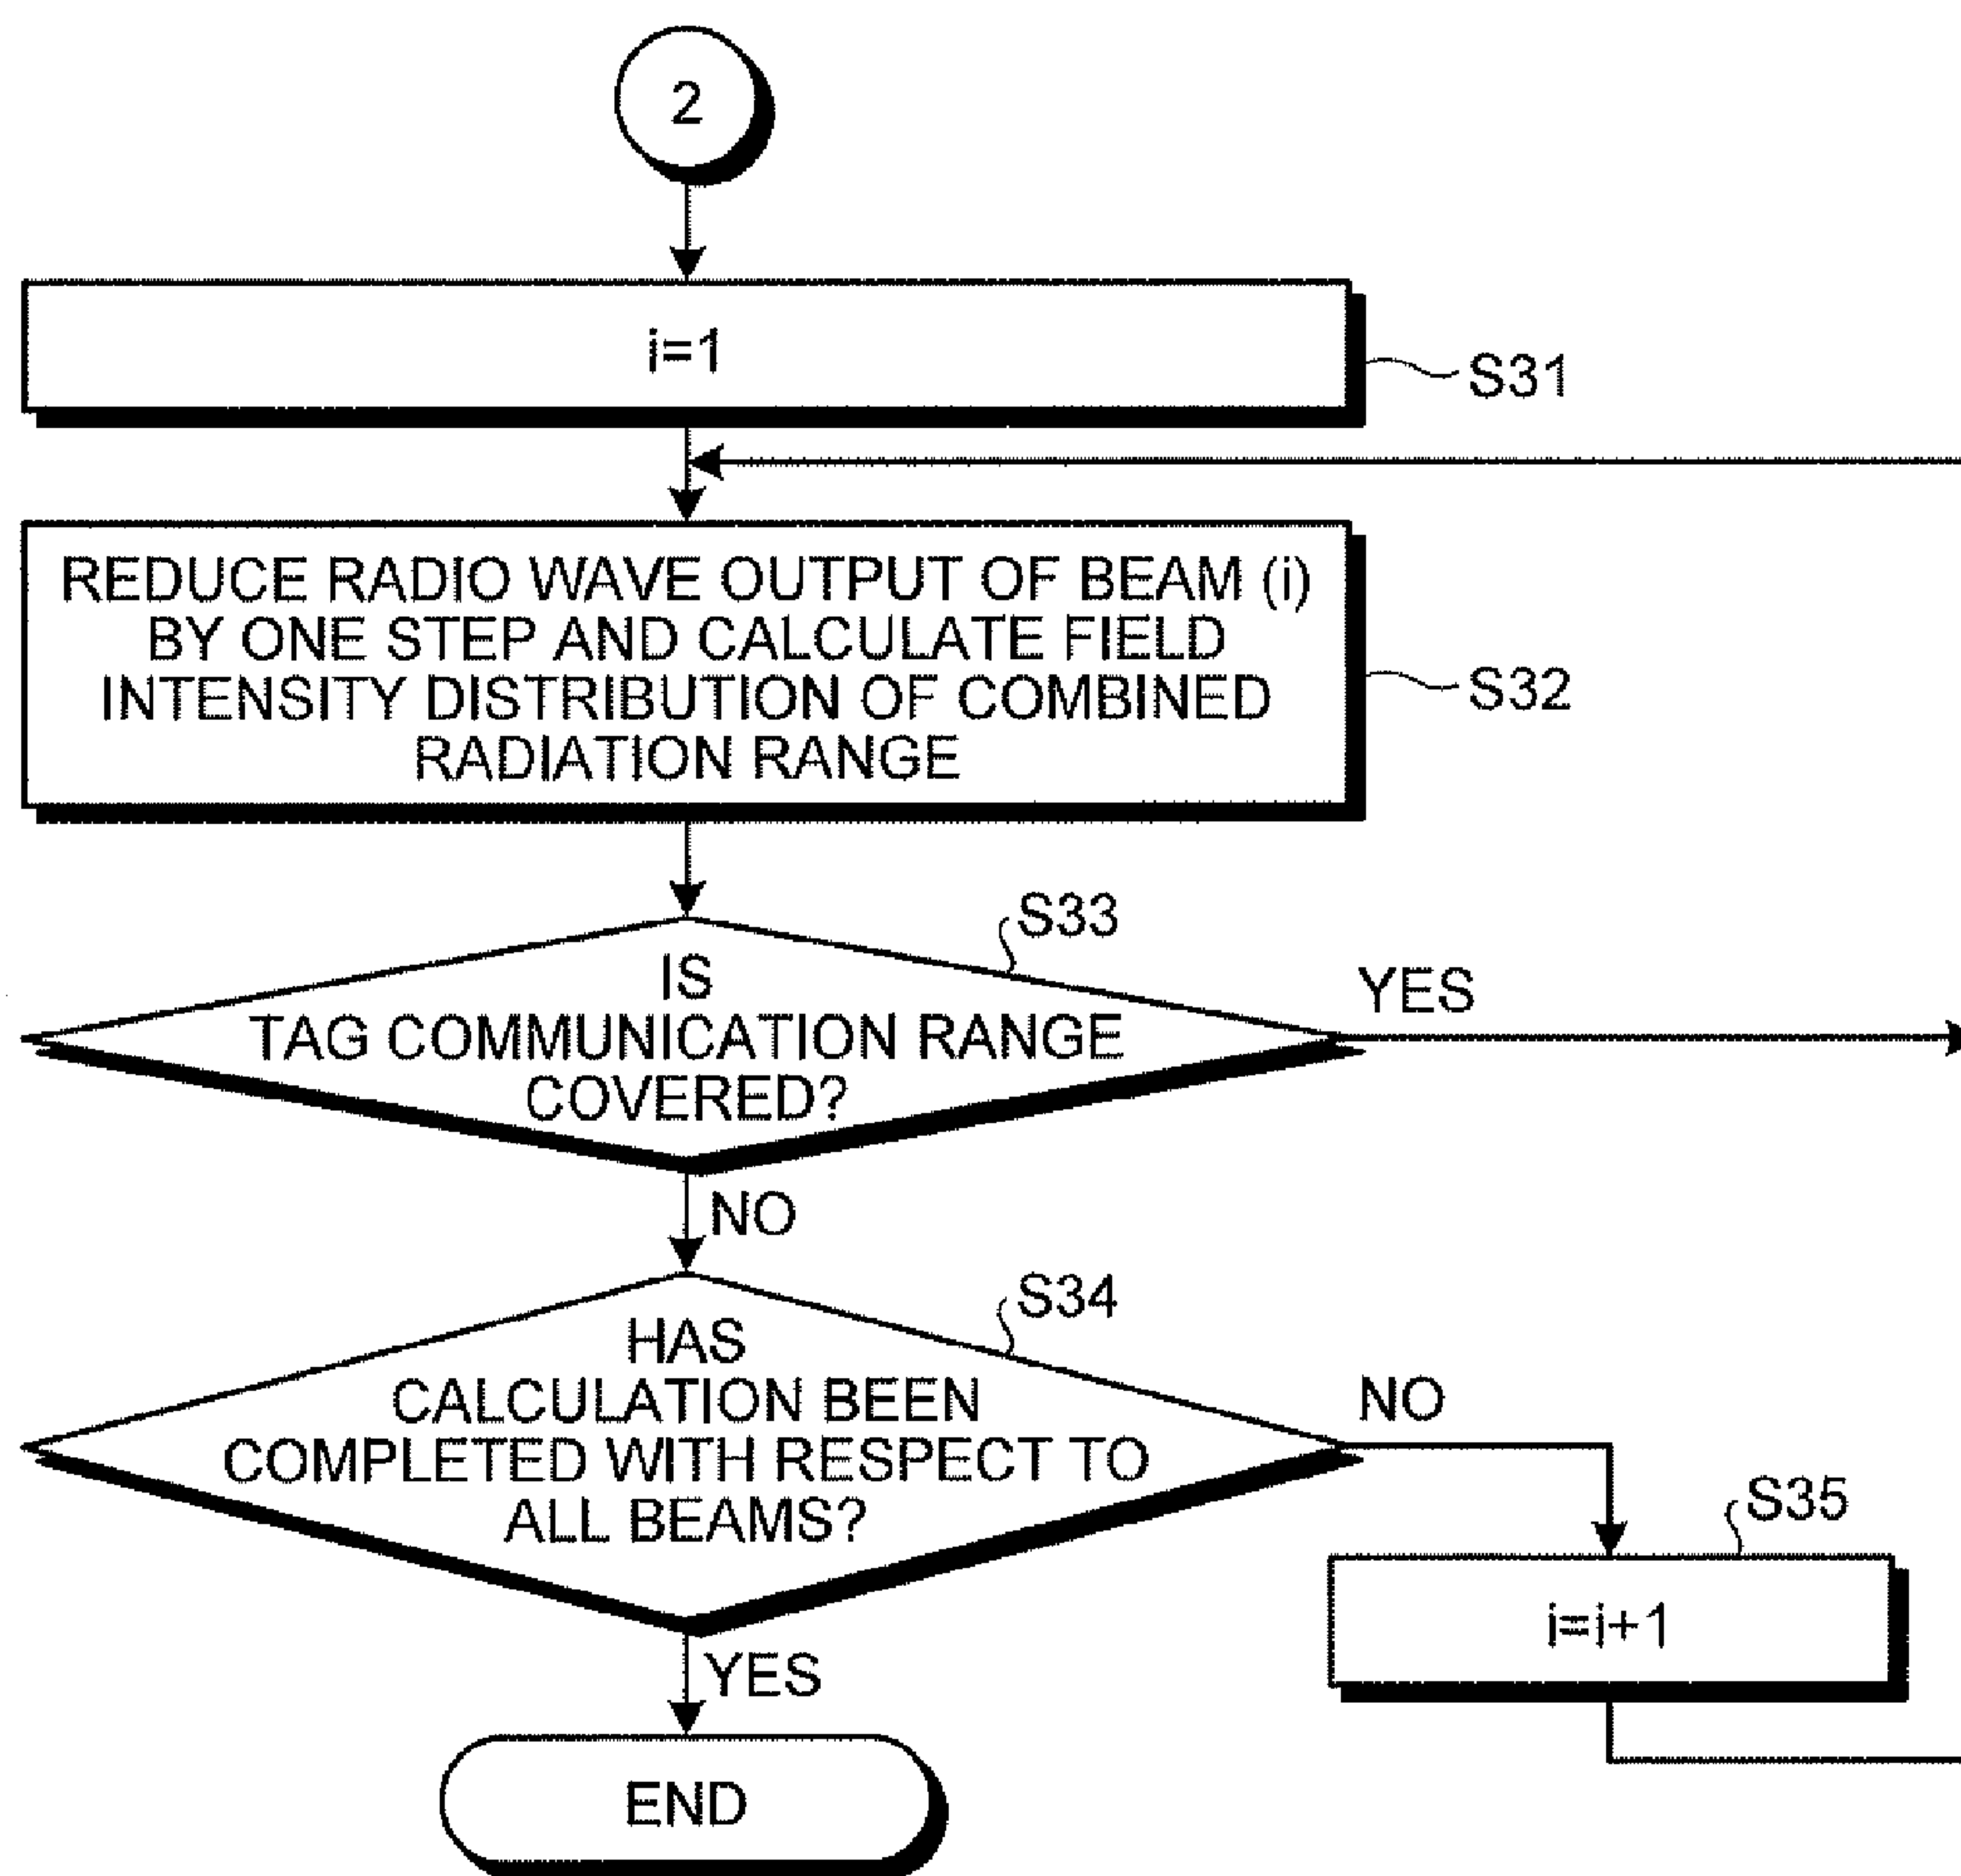 2
i=1
S31
REDUCE RADIO WAVE OUTPUT OF BEAM (i)
BY ONE STEP AND CALCULATE FIELD
INTENSITY DISTRIBUTION OF COMBINED
RADIATION RANGE
S32
S33
IS
TAG COMMUNICATION RANGE
COVERED?
YES
NO
S34
HAS
CALCULATION BEEN
COMPLETED WITH RESPECT TO
ALL BEAMS?
NO
S35
i=i+1
YES
END